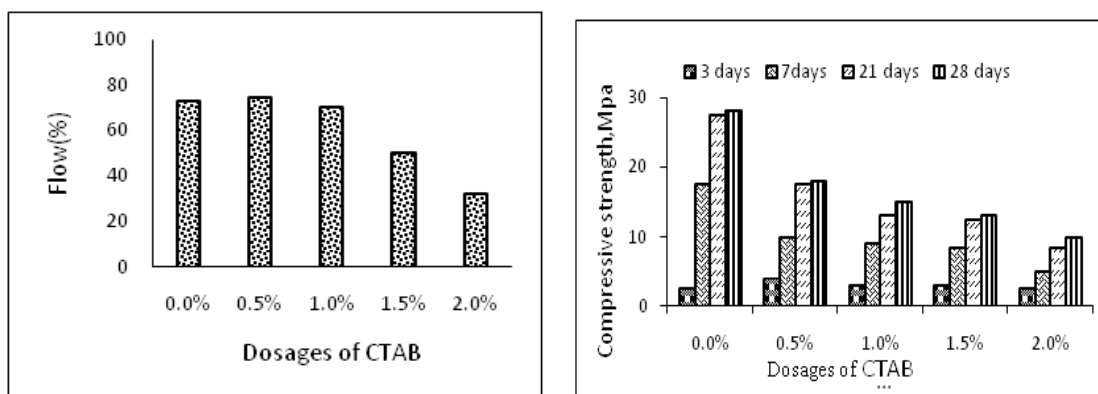 100
80
60
40
20
0
Flow(%)
0.0% 0.5% 1.0% 1.5% 2.0%
Dosages of CTAB
3 days 7days 21 days 28 days
30
20
10
0
Compressive strength,Mpa
0.0% 0.5% 1.0% 1.5% 2.0%
Dosages of CTAB
...